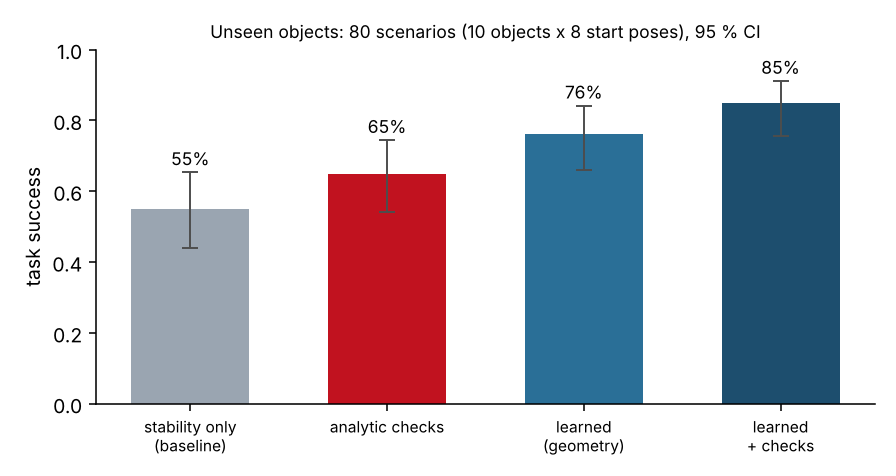 Unseen objects: 80 scenarios (10 objects x 8 start poses), 95 % CI
task success
1.0
0.8
0.6
0.4
0.2
0.0
55%
65%
76%
85%
stability only
(baseline)
analytic checks
learned
(geometry)
learned
+ checks